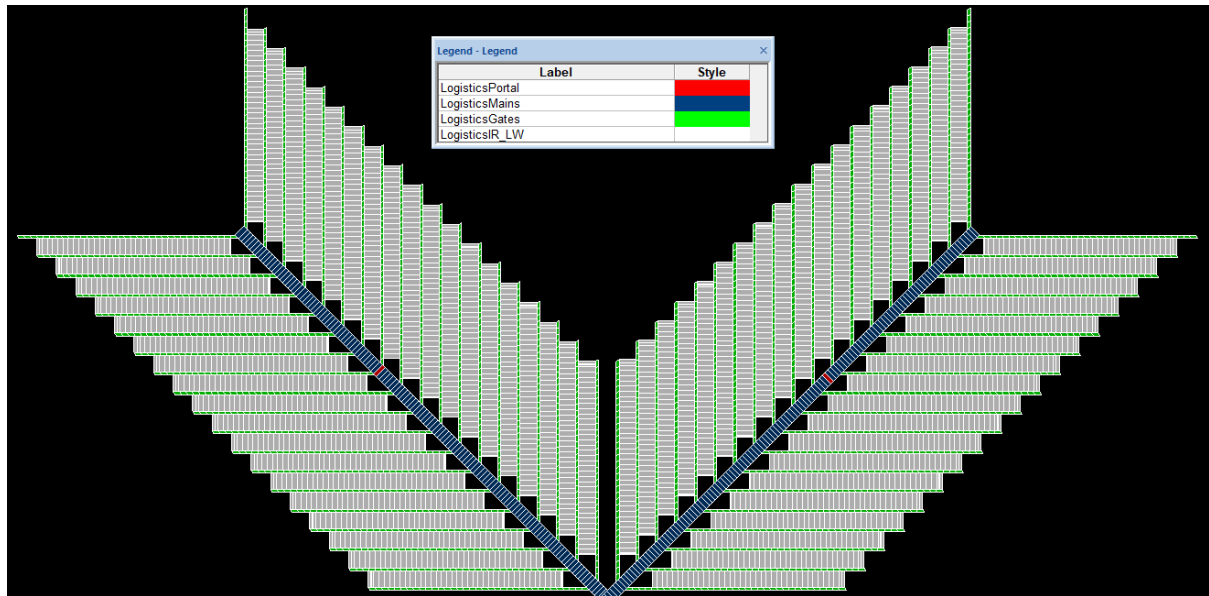 Legend - Legend
Label Style
LogisticsPortal
LogisticsMains
LogisticsGates
LogisticsIR_LW